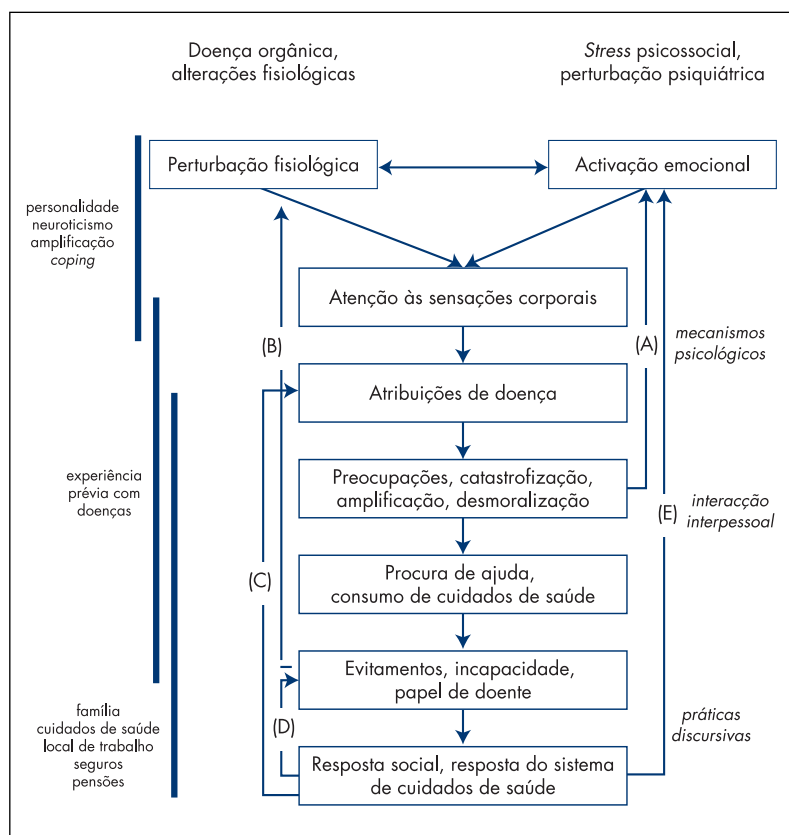 Doença orgânica,
alterações fisiológicas
Stress psicossocial,
perturbação psiquiátrica
Perturbação fisiológica
Activação emocional
personalidade
neuroticismo
amplificação
coping
Atenção às sensações corporais
(B)
(A)
mecanismos
psicológicos
Atribuições de doença
experiência
prévia com
doenças
Preocupações, catastrofização,
amplificação, desmoralização
(E)
interacção
interpessoal
(C)
Procura de ajuda,
consumo de cuidados de saúde
Evitamentos, incapacidade,
papel de doente
família
cuidados de saúde
local de trabalho
seguros
pensões
(D)
práticas
discursivas
Resposta social, resposta do sistema
de cuidados de saúde